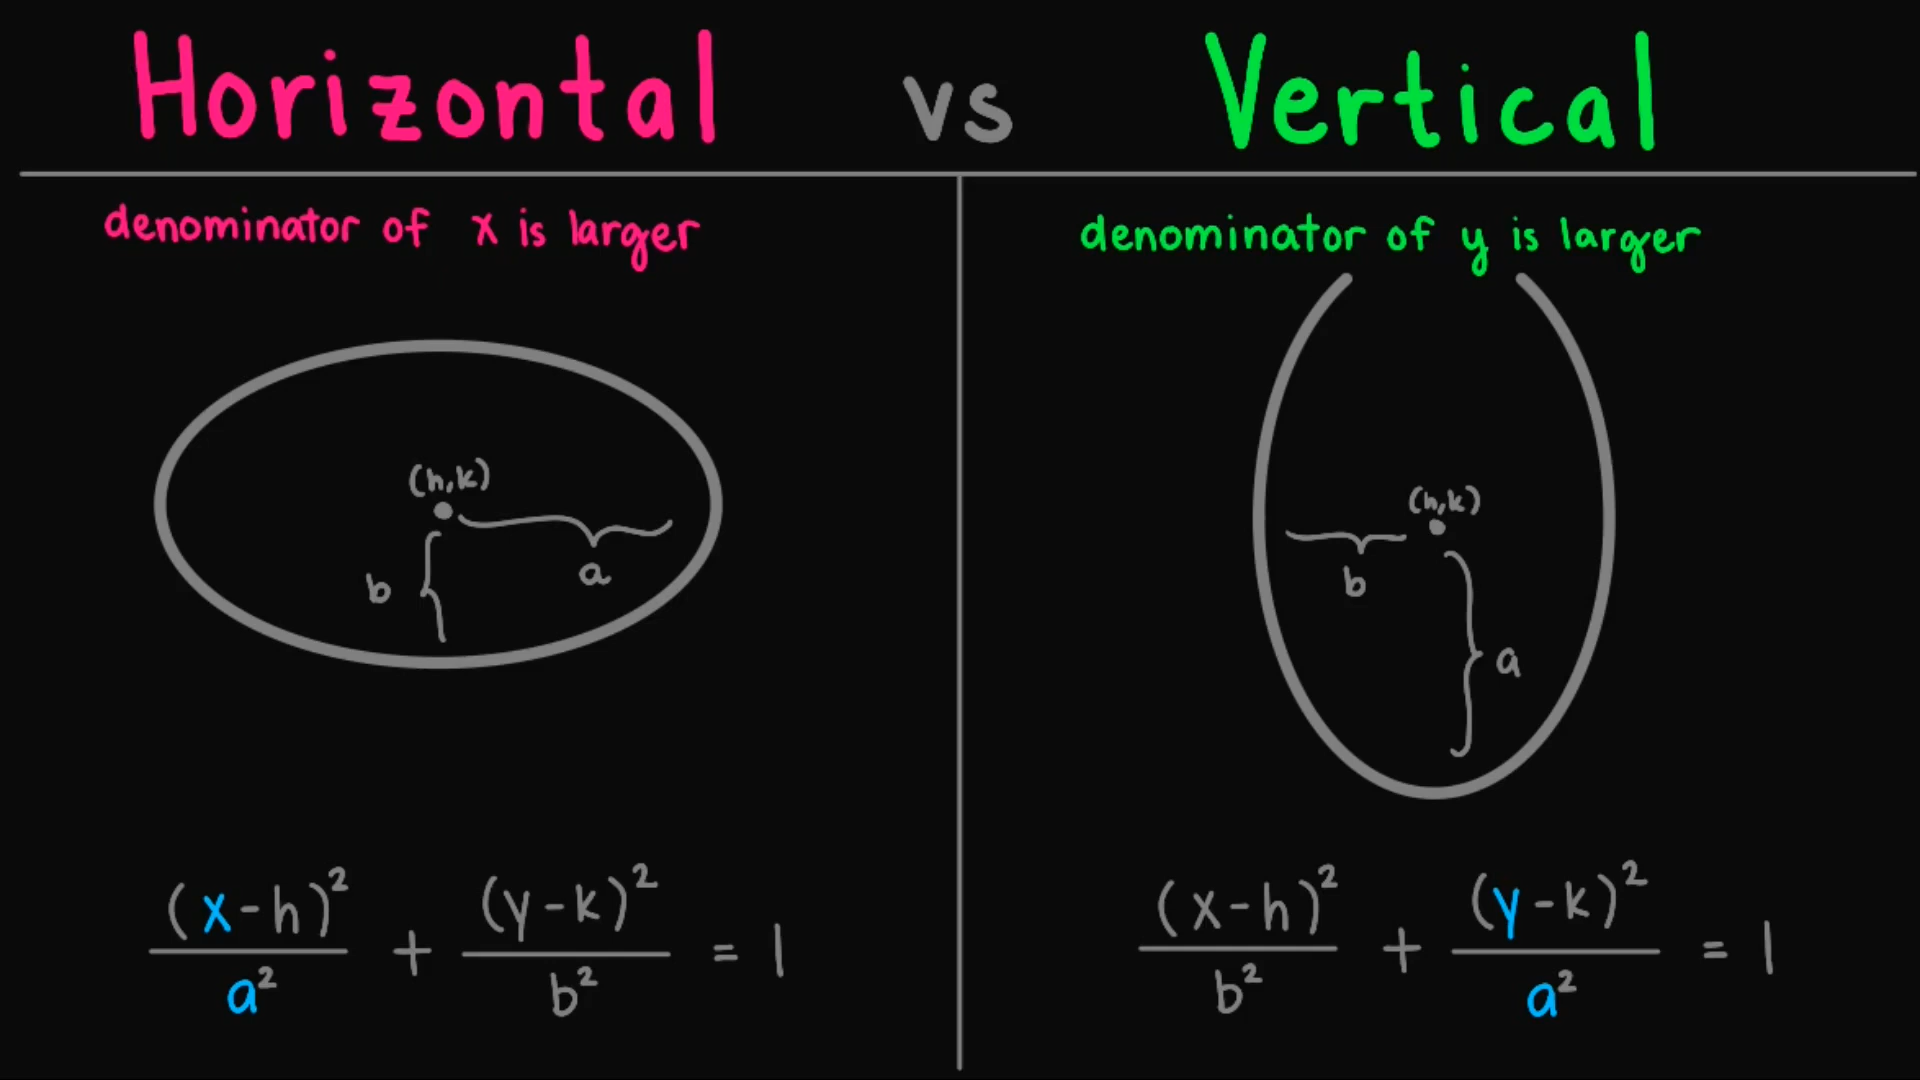 Horizontal vs Vertical
denominator of x is larger
(h,k)
a
b
(x-h)²/a² + (y-k)²/b² = 1
denominator of y is larger
(h,k)
b
a
(x-h)²/b² + (y-k)²/a² = 1